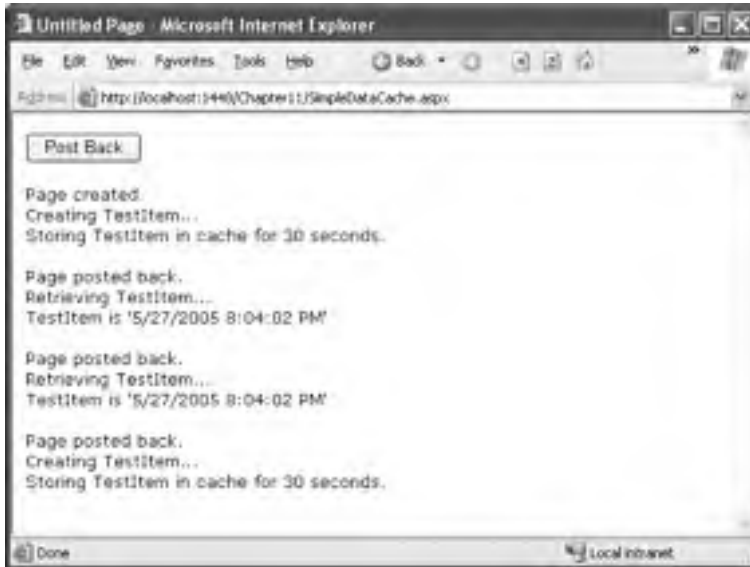 Untitled Page - Microsoft Internet Explorer
File Edit View Favorites Tools Help Back
Address http://localhost:1440/Chapter11/SimpleDataCache.aspx
Post Back
Page created.
Creating TestItem...
Storing TestItem in cache for 30 seconds.
Page posted back.
Retrieving TestItem...
TestItem is '5/27/2005 8:04:02 PM'
Page posted back.
Retrieving TestItem...
TestItem is '5/27/2005 8:04:02 PM'
Page posted back.
Creating TestItem...
Storing TestItem in cache for 30 seconds.
Done Local intranet